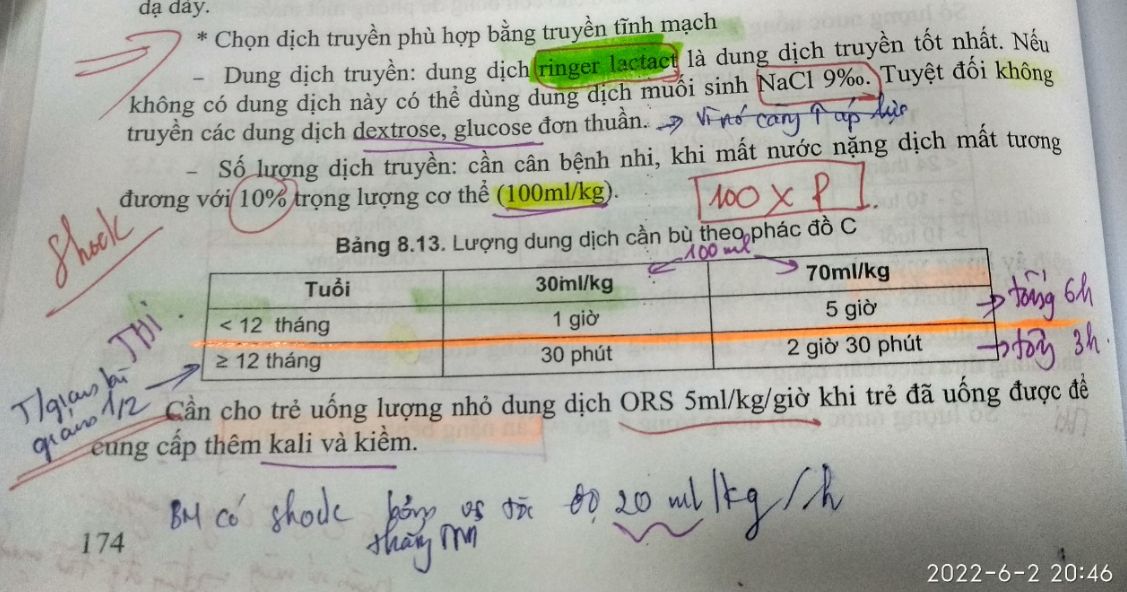 dạ dày.
* Chọn dịch truyền phù hợp bằng truyền tĩnh mạch
- Dung dịch truyền: dung dịch ringer lactact là dung dịch truyền tốt nhất. Nếu
không có dung dịch này có thể dùng dung dịch muối sinh NaCl 9‰. Tuyệt đối không
truyền các dung dịch dextrose, glucose đơn thuần. → Vì nó càng ↑ áp lực
- Số lượng dịch truyền: cần cân bệnh nhi, khi mất nước nặng dịch mất tương
đương với 10% trọng lượng cơ thể (100ml/kg). 100 x P
Shock
Bảng 8.13. Lượng dung dịch cần bù theo phác đồ C
100 ml
Tuổi 30ml/kg 70ml/kg
< 12 tháng 1 giờ 5 giờ → tổng 6h
≥ 12 tháng 30 phút 2 giờ 30 phút → tổng 3h.
T/gian bù
giảm 1/2
Cần cho trẻ uống lượng nhỏ dung dịch ORS 5ml/kg/giờ khi trẻ đã uống được để
cung cấp thêm kali và kiềm.
BN có shock bơm tốc độ 20 ml/kg/h
thẳng
174
2022-6-2 20:46